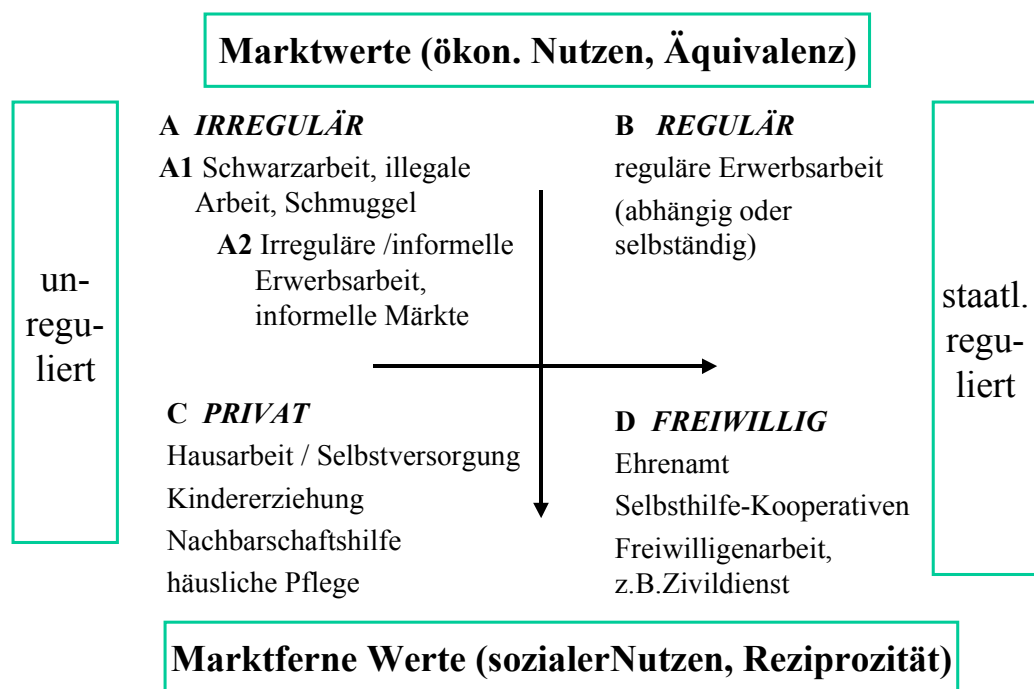 Marktwerte (ökon. Nutzen, Äquivalenz)
un-
regu-
liert
A IRREGULÄR
A1 Schwarzarbeit, illegale
Arbeit, Schmuggel
A2 Irreguläre /informelle
Erwerbsarbeit,
informelle Märkte
B REGULÄR
reguläre Erwerbsarbeit
(abhängig oder
selbständig)
staatl.
regu-
liert
C PRIVAT
Hausarbeit / Selbstversorgung
Kindererziehung
Nachbarschaftshilfe
häusliche Pflege
D FREIWILLIG
Ehrenamt
Selbsthilfe-Kooperativen
Freiwilligenarbeit,
z.B.Zivildienst
Marktferne Werte (sozialerNutzen, Reziprozität)